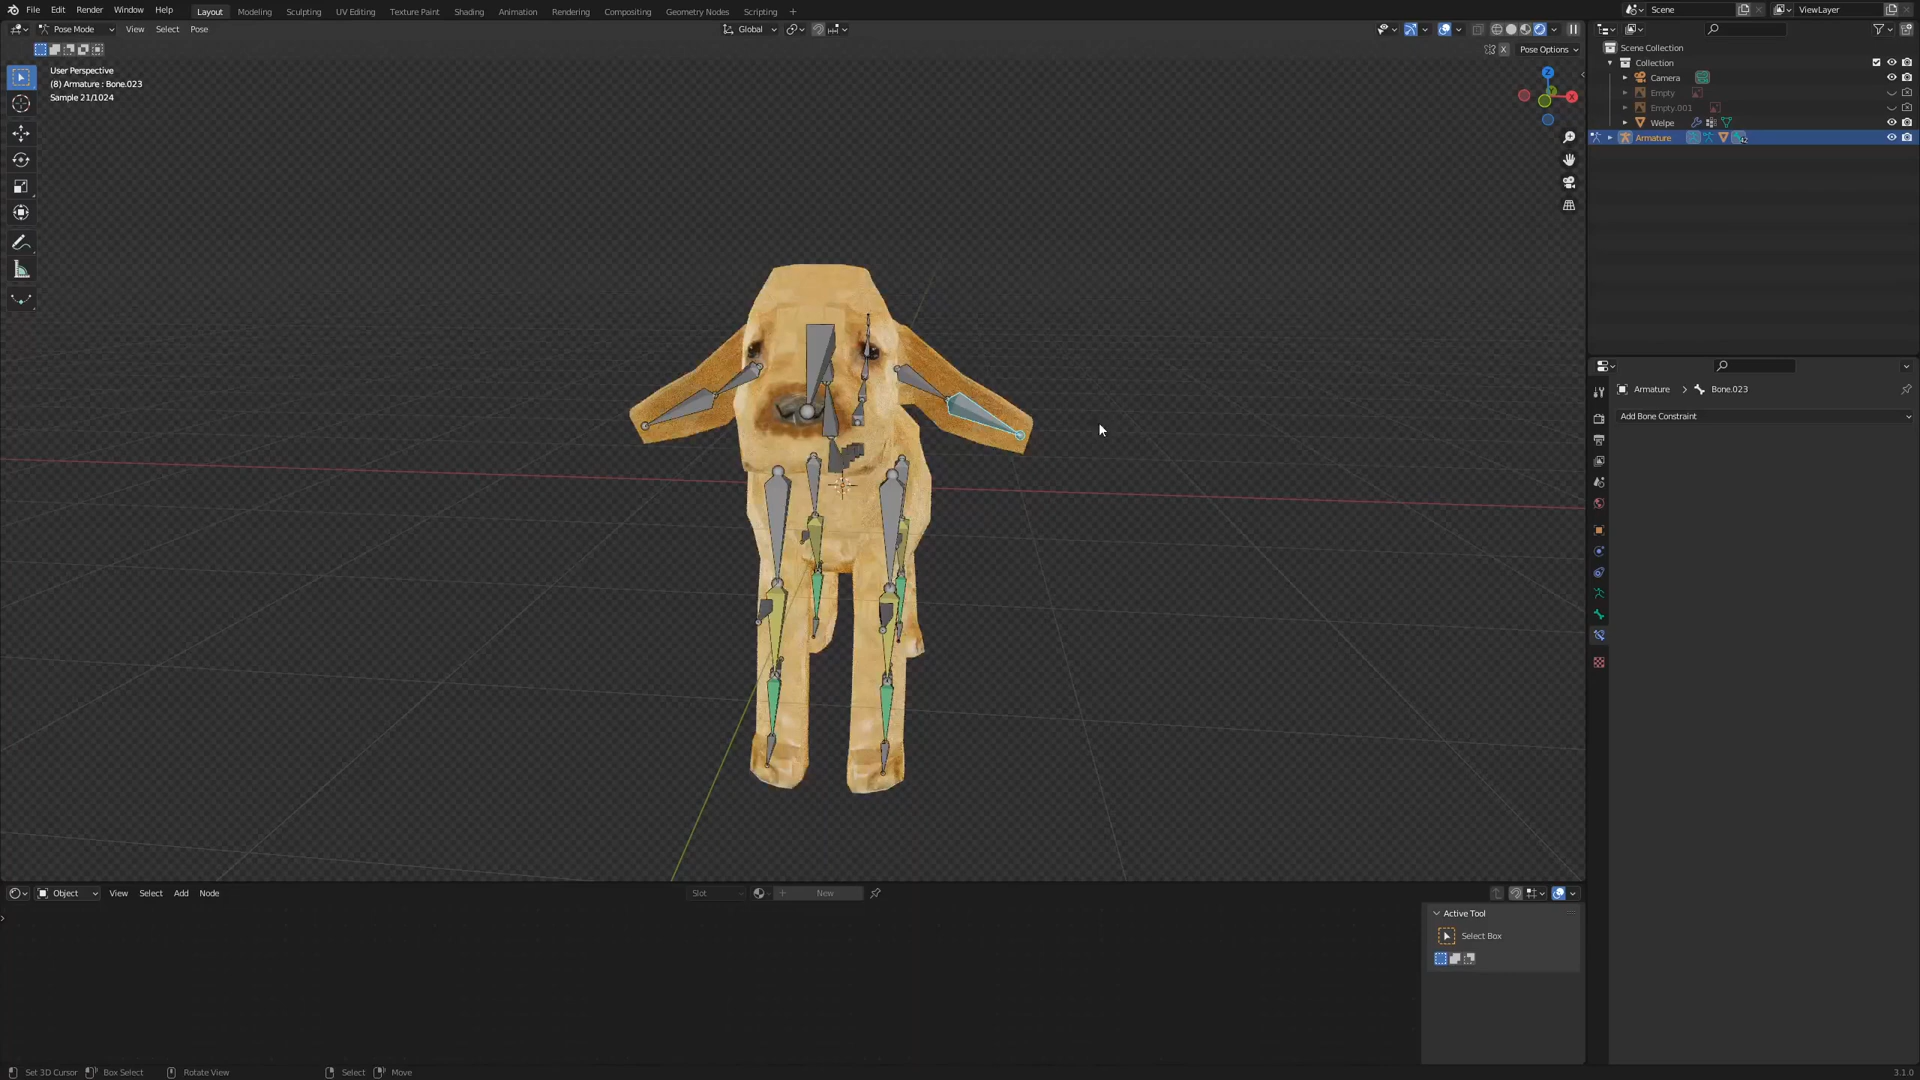 File Edit Render Window Help
Layout Modeling Sculpting UV Editing Texture Paint Shading Animation Rendering Compositing Geometry Nodes Scripting +
Scene
ViewLayer
Pose Mode View Select Pose
Global
X Pose Options
User Perspective
(8) Armature : Bone.023
Sample 21/1024
Z
X
Scene Collection
Collection
Camera
Empty
Empty.001
Welpe
Armature
42
Armature > Bone.023
Add Bone Constraint
Object View Select Add Node
Slot
New
Active Tool
Select Box
Set 3D Cursor Box Select Rotate View Select Move
3.1.0